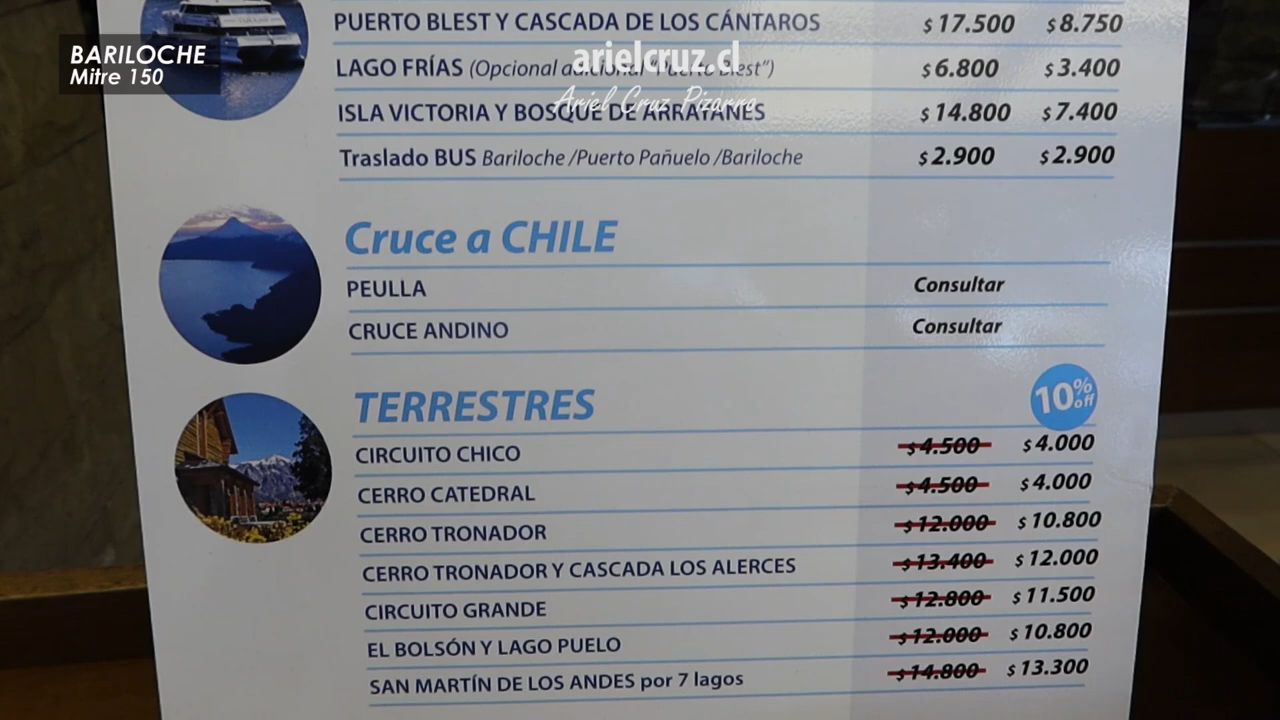 BARILOCHE
Mitre 150
arielcruz.cl
Ariel Cruz Pizarro
PUERTO BLEST Y CASCADA DE LOS CÁNTAROS $17.500 $8.750
LAGO FRÍAS (Opcional adicional "Puerto Blest") $6.800 $3.400
ISLA VICTORIA Y BOSQUE DE ARRAYANES $14.800 $7.400
Traslado BUS Bariloche /Puerto Pañuelo /Bariloche $2.900 $2.900
Cruce a CHILE
PEULLA Consultar
CRUCE ANDINO Consultar
TERRESTRES 10% off
CIRCUITO CHICO $4.500 $4.000
CERRO CATEDRAL $4.500 $4.000
CERRO TRONADOR $12.000 $10.800
CERRO TRONADOR Y CASCADA LOS ALERCES $13.400 $12.000
CIRCUITO GRANDE $12.800 $11.500
EL BOLSÓN Y LAGO PUELO $12.000 $10.800
SAN MARTÍN DE LOS ANDES por 7 lagos $14.800 $13.300